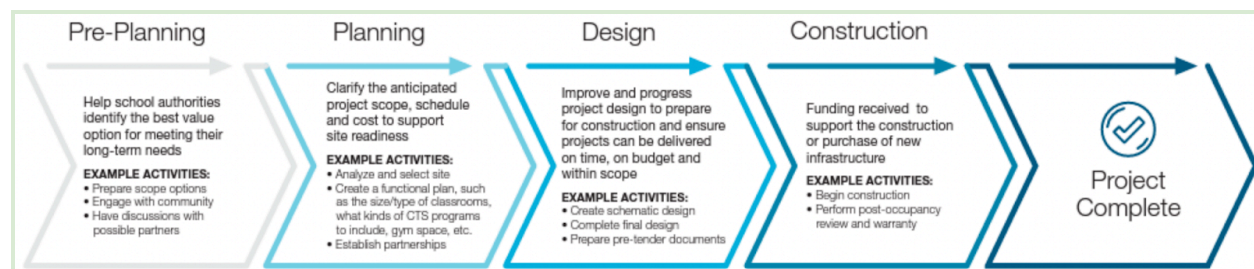 Pre-Planning
Help school authorities
identify the best value
option for meeting their
long-term needs
EXAMPLE ACTIVITIES:
• Prepare scope options
• Engage with community
• Have discussions with
possible partners
Planning
Clarify the anticipated
project scope, schedule
and cost to support
site readiness
EXAMPLE ACTIVITIES:
• Analyze and select site
• Create a functional plan, such
as the size/type of classrooms,
what kinds of CTS programs
to include, gym space, etc.
• Establish partnerships
Design
Improve and progress
project design to prepare
for construction and ensure
projects can be delivered
on time, on budget and
within scope
EXAMPLE ACTIVITIES:
• Create schematic design
• Complete final design
• Prepare pre-tender documents
Construction
Funding received to
support the construction
or purchase of new
infrastructure
EXAMPLE ACTIVITIES:
• Begin construction
• Perform post-occupancy
review and warranty
Project
Complete